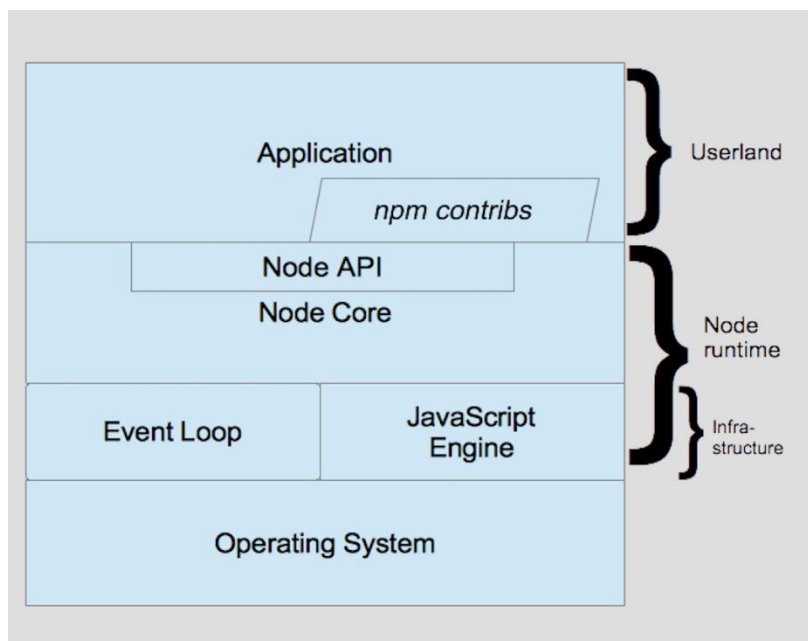 Application
Userland
npm contribs
Node API
Node Core
Node
runtime
Event Loop
JavaScript
Engine
Infra-
structure
Operating System